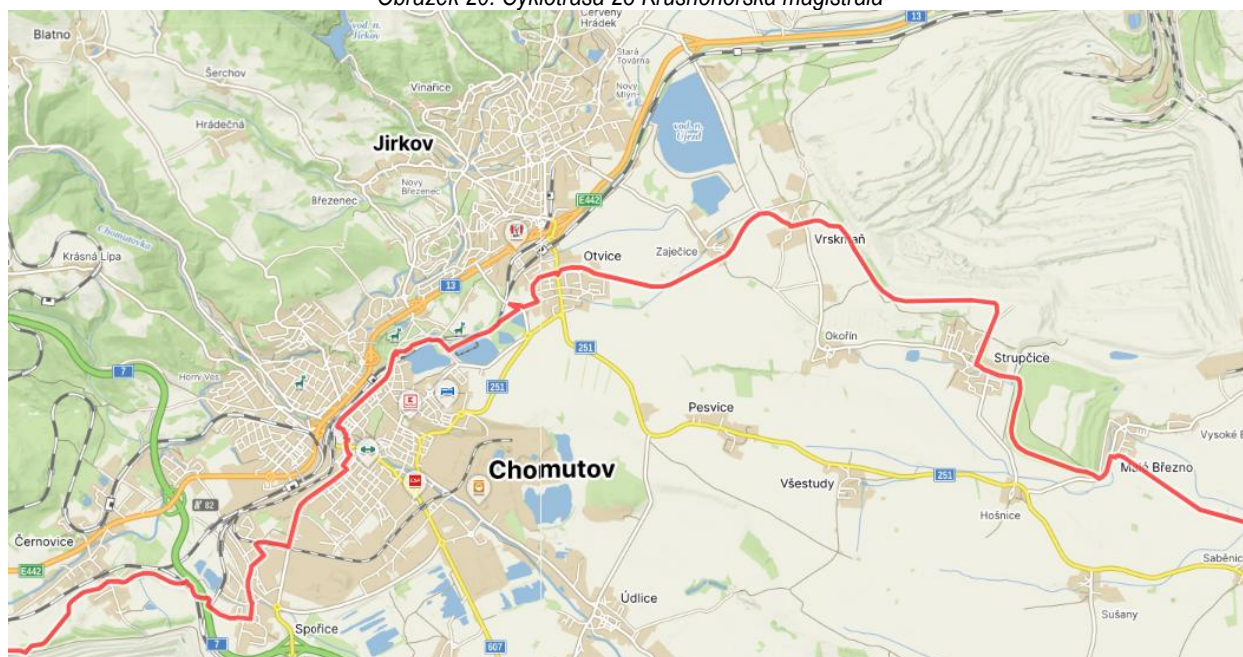 Obrázek 20: Cyklotrasa 23 Krušnohorská magistrála
Blatno
vod. n.
Jirkov
Červený
Hrádek
13
Šerchov
Stará
Továrna
Vinařice
Nový
Mlýn
vod. n.
Újezd
Hrádečná
Jirkov
Nový
Březenec
Březenec
E442
Chomutovka
Zaječice
Vrskmaň
Krásná Lípa
Otvice
13
Okořín
Strupčice
7
251
Horní Ves
251
Pesvice
Vysoké
Malé Březno
Chomutov
Všestudy
251
82
Hošnice
Černovice
E442
Saběnic
Údlice
Sušany
Spořice
7
607